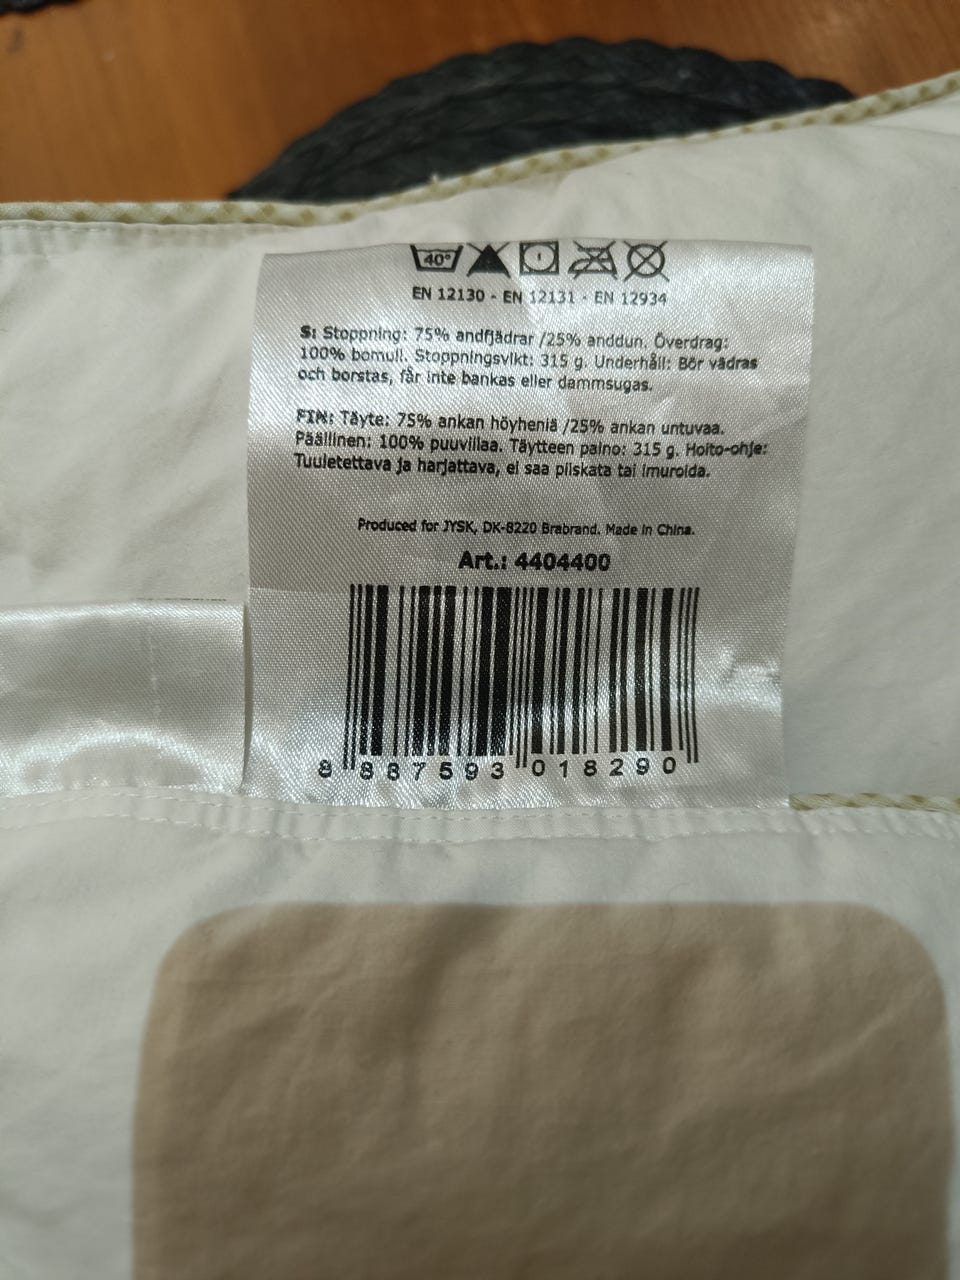 40°
EN 12130 - EN 12131 - EN 12934
S: Stoppning: 75% andfjädrar /25% anddun. Överdrag:
100% bomull. Stoppningsvikt: 315 g. Underhåll: Bör vädras
och borstas, får inte bankas eller dammsugas.
FIN: Täyte: 75% ankan höyheniä /25% ankan untuvaa.
Päällinen: 100% puuvillaa. Täytteen paino: 315 g. Hoito-ohje:
Tuuletettava ja harjattava, ei saa piiskata tai imuroida.
Produced for JYSK, DK-8220 Brabrand. Made in China.
Art.: 4404400
8 887593 018290